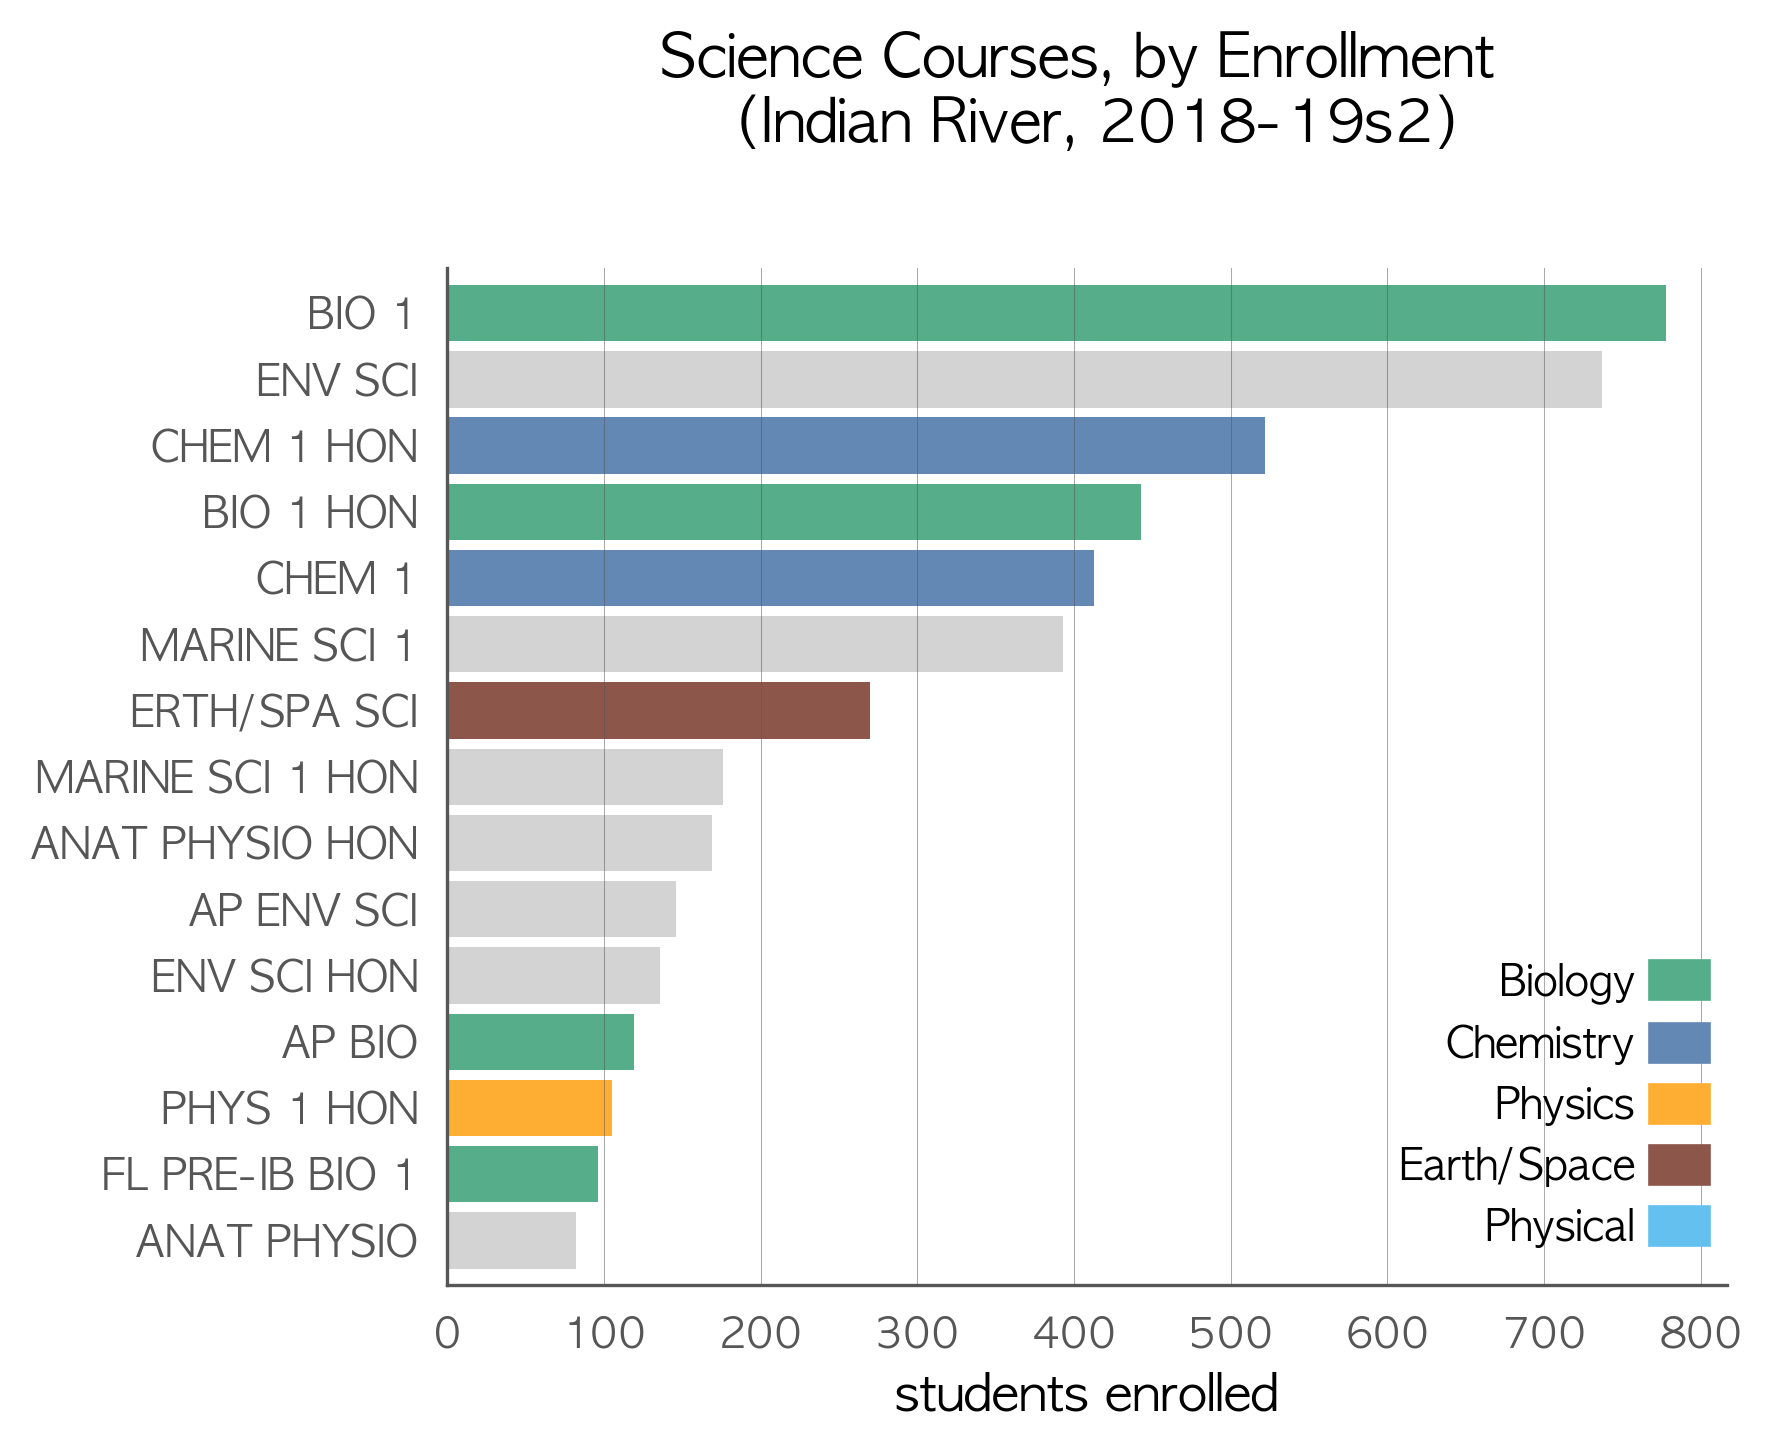 Science Courses, by Enrollment
(Indian River, 2018-19s2)
BIO 1
ENV SCI
CHEM 1 HON
BIO 1 HON
CHEM 1
MARINE SCI 1
ERTH/SPA SCI
MARINE SCI 1 HON
ANAT PHYSIO HON
AP ENV SCI
ENV SCI HON
AP BIO
PHYS 1 HON
FL PRE-IB BIO 1
ANAT PHYSIO
Biology
Chemistry
Physics
Earth/Space
Physical
0 100 200 300 400 500 600 700 800
students enrolled